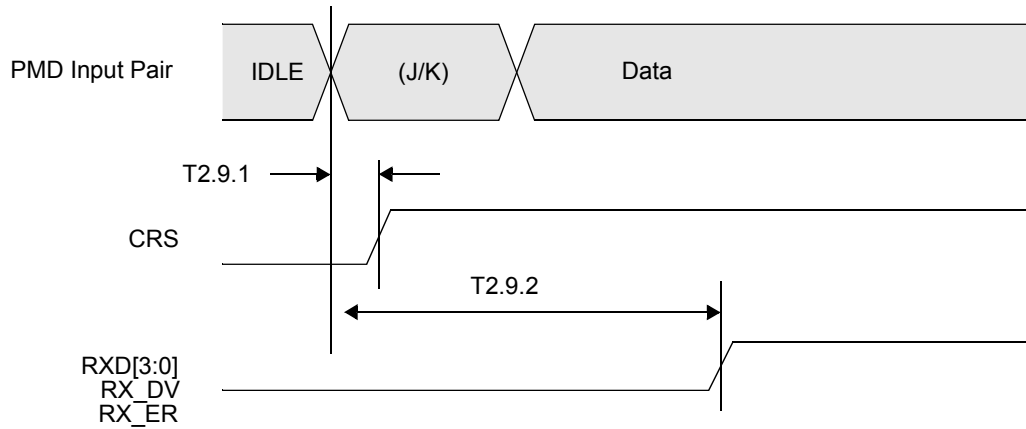 PMD Input Pair
IDLE
(J/K)
Data
T2.9.1
CRS
T2.9.2
RXD[3:0]
RX_DV
RX_ER